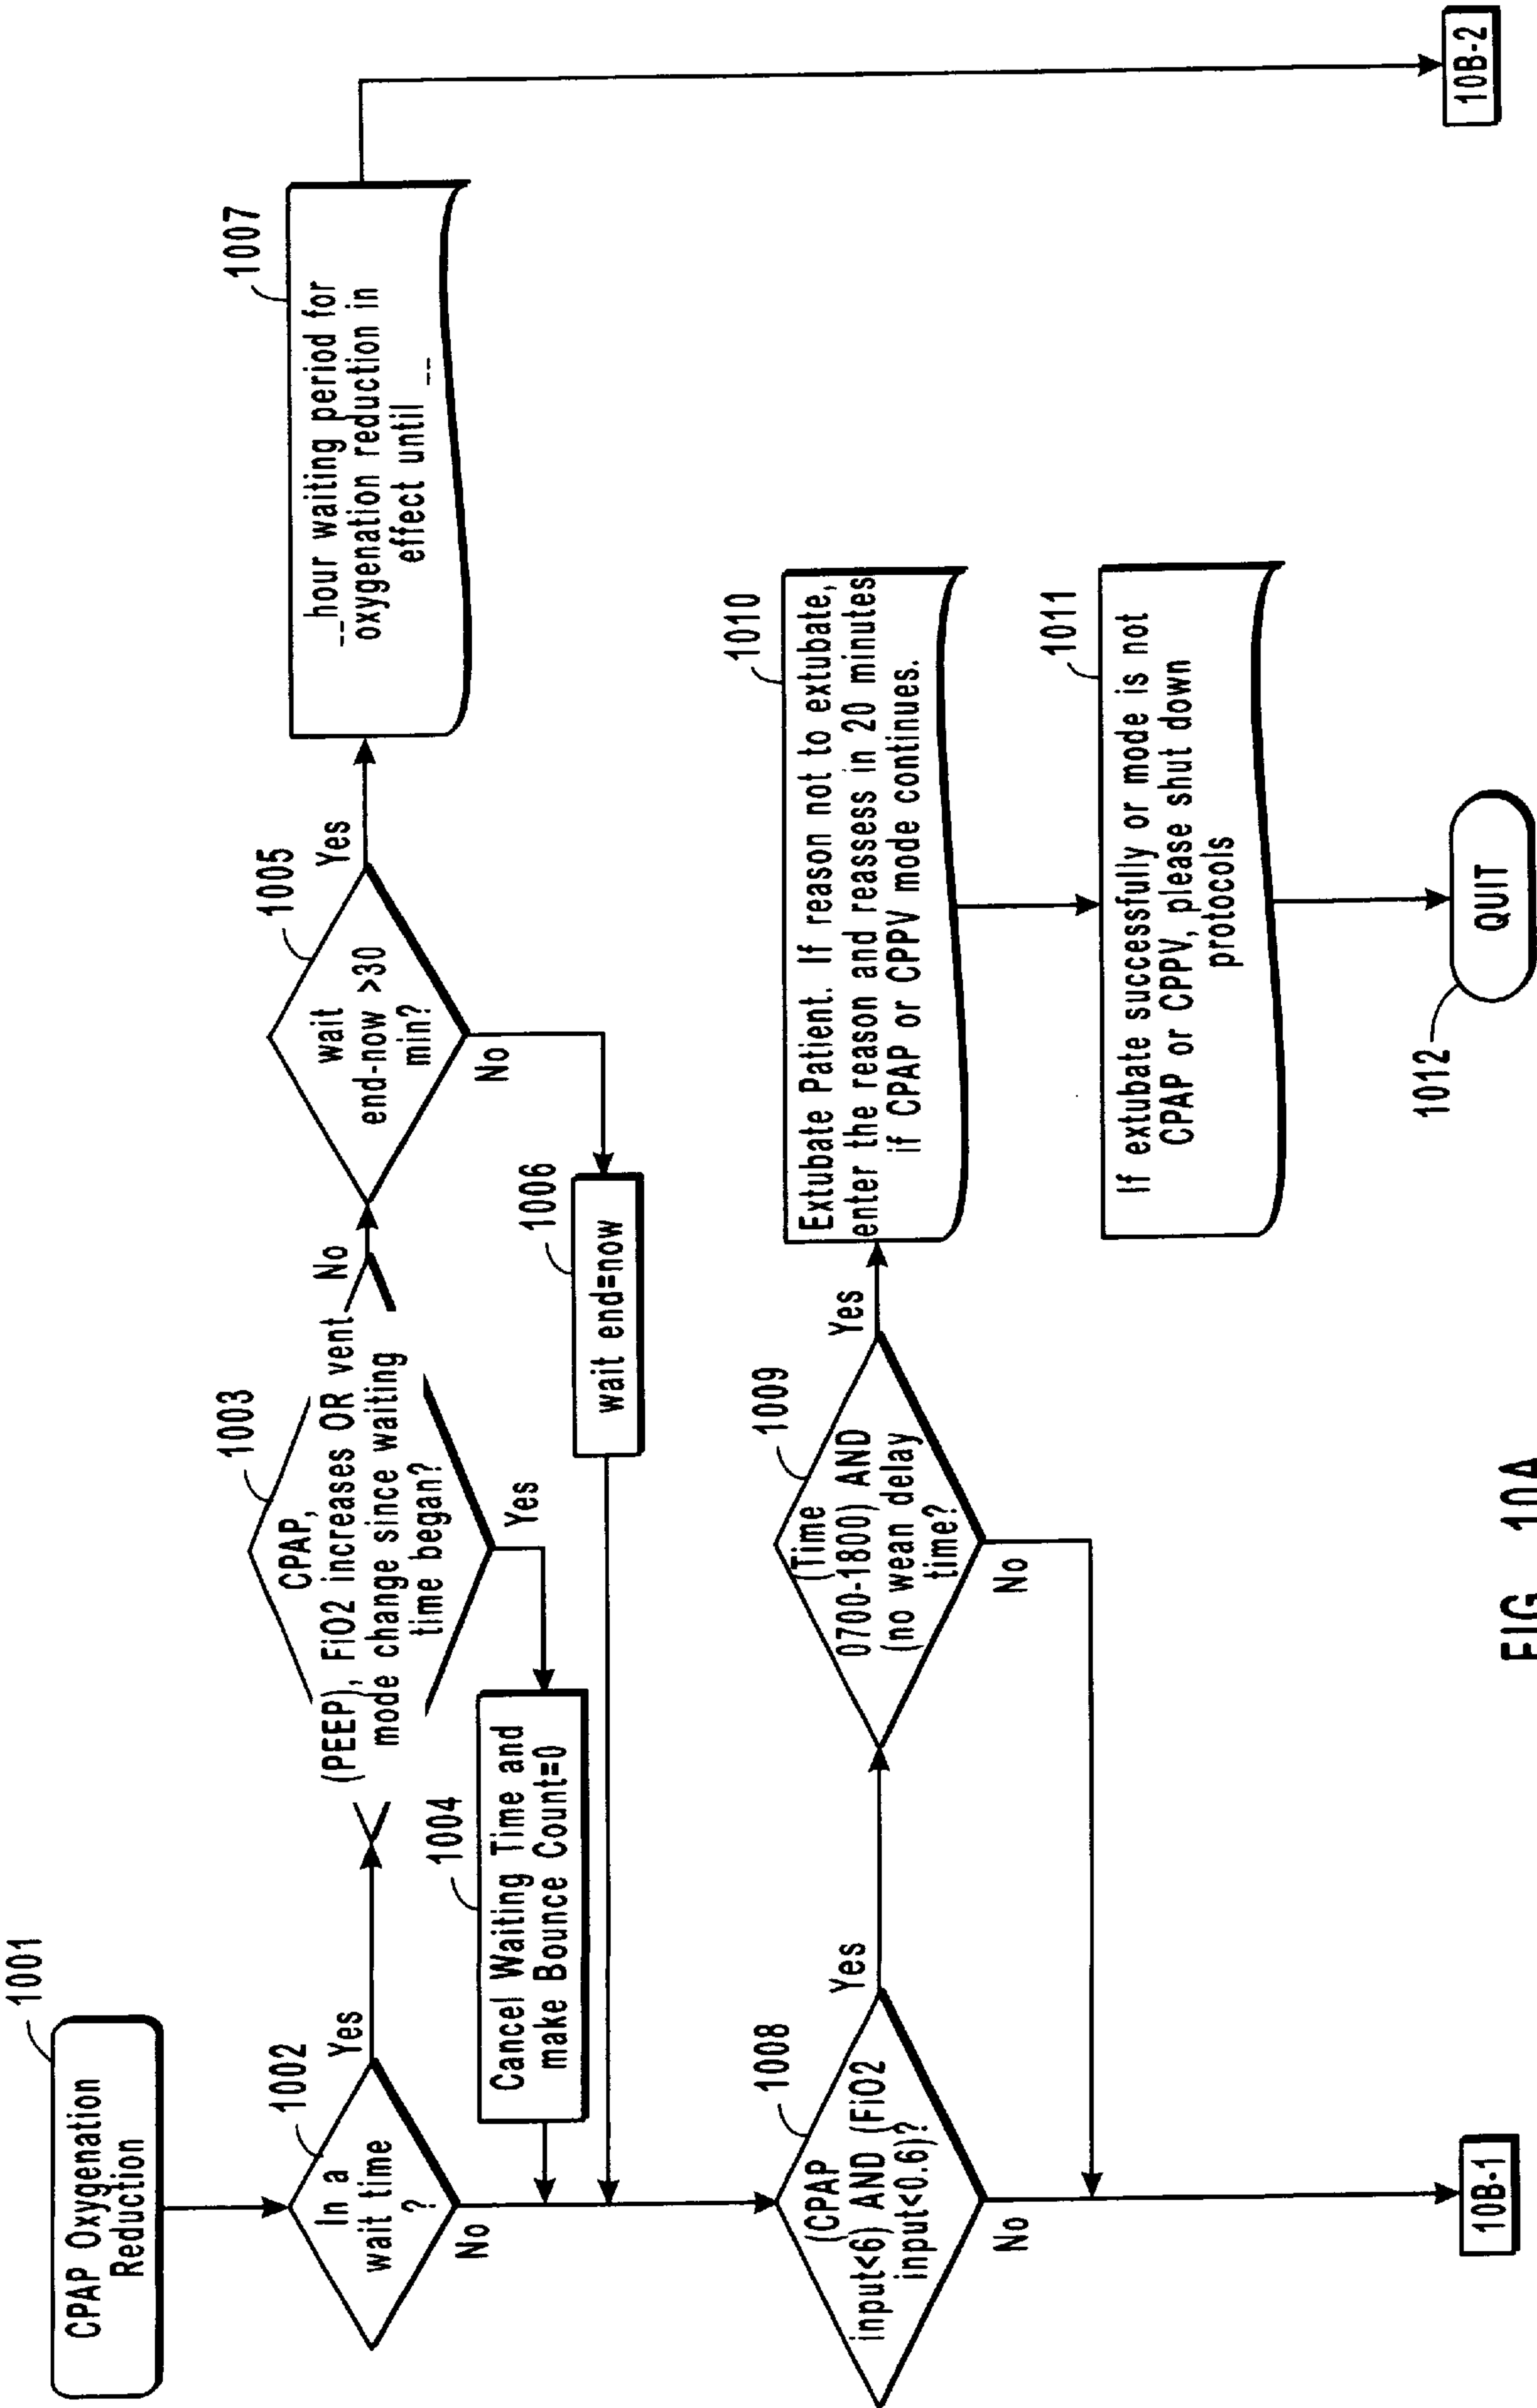 1001
CPAP Oxygenation
Reduction
1002
In a
wait time
?
Yes
No
1003
CPAP,
(PEEP), FiO2 increases OR vent
mode change since waiting
time began?
No
Yes
1004
Cancel Waiting Time and
make Bounce Count=0
1005
wait
end-now >30
min?
Yes
No
1006
wait end=now
1007
__hour waiting period for
oxygenation reduction in
effect until __
1008
(CPAP
input<6) AND (FiO2
input<0.6)?
Yes
No
1009
(Time
0700-1800) AND
(no wean delay
time?
Yes
No
1010
Extubate Patient. If reason not to extubate,
enter the reason and reassess in 20 minutes
if CPAP or CPPV mode continues.
1011
If extubate successfully or mode is not
CPAP or CPPV, please shut down
protocols
1012
QUIT
10B-1
10B-2
FIG. 10A